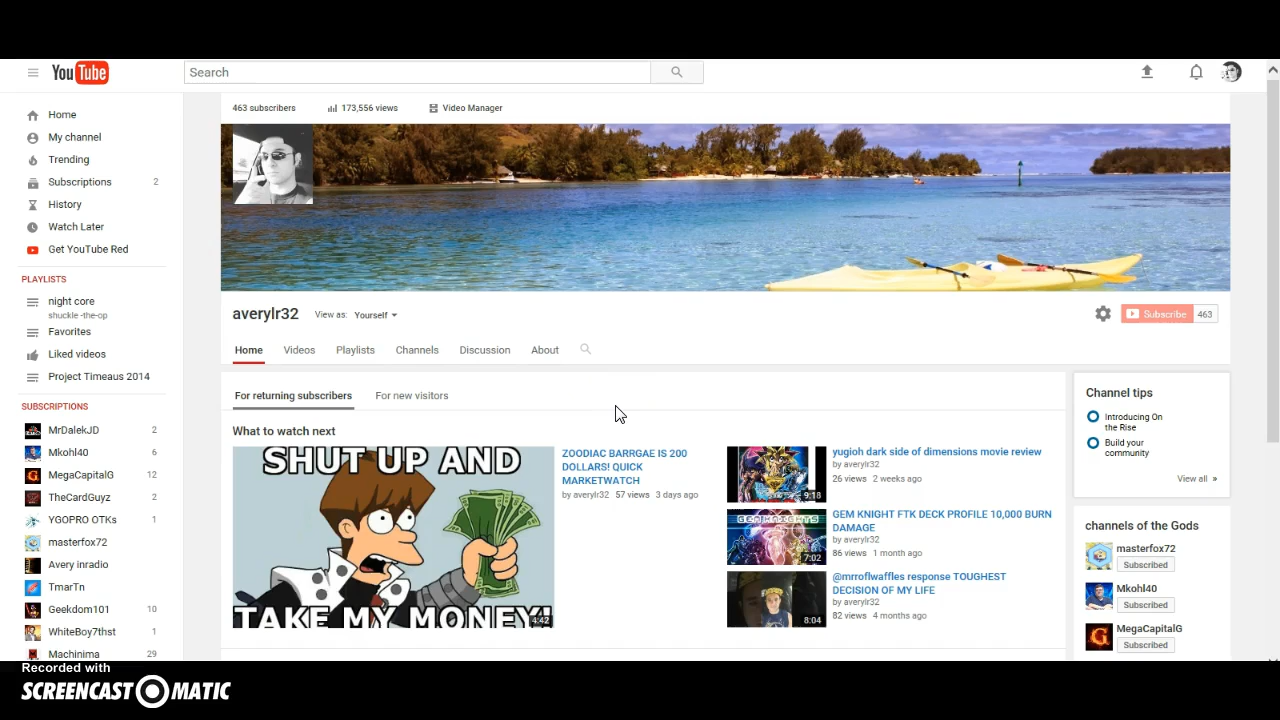 YouTube
Search
463 subscribers
173,556 views
Video Manager
Home
My channel
Trending
Subscriptions 2
History
Watch Later
Get YouTube Red
PLAYLISTS
night core
shuckle -the-op
Favorites
Liked videos
Project Timeaus 2014
SUBSCRIPTIONS
MrDalekJD 2
Mkohl40 6
MegaCapitalG 12
TheCardGuyz 2
YGOPRO OTKs 1
masterfox72
Avery inradio
TmarTn
Geekdom101 10
WhiteBoy7thst 1
Machinima 29
averylr32
View as: Yourself
Subscribe 463
Home Videos Playlists Channels Discussion About
For returning subscribers
For new visitors
What to watch next
SHUT UP AND
TAKE MY MONEY!
4:42
ZOODIAC BARRGAE IS 200
DOLLARS! QUICK
MARKETWATCH
by averylr32 57 views 3 days ago
9:18
yugioh dark side of dimensions movie review
by averylr32
26 views 2 weeks ago
GEM KNIGHTS
7:02
GEM KNIGHT FTK DECK PROFILE 10,000 BURN
DAMAGE
by averylr32
86 views 1 month ago
8:04
@mrroflwaffles response TOUGHEST
DECISION OF MY LIFE
by averylr32
82 views 4 months ago
Channel tips
Introducing On
the Rise
Build your
community
View all »
channels of the Gods
masterfox72
Subscribed
Mkohl40
Subscribed
MegaCapitalG
Subscribed
Recorded with
SCREENCAST-O-MATIC